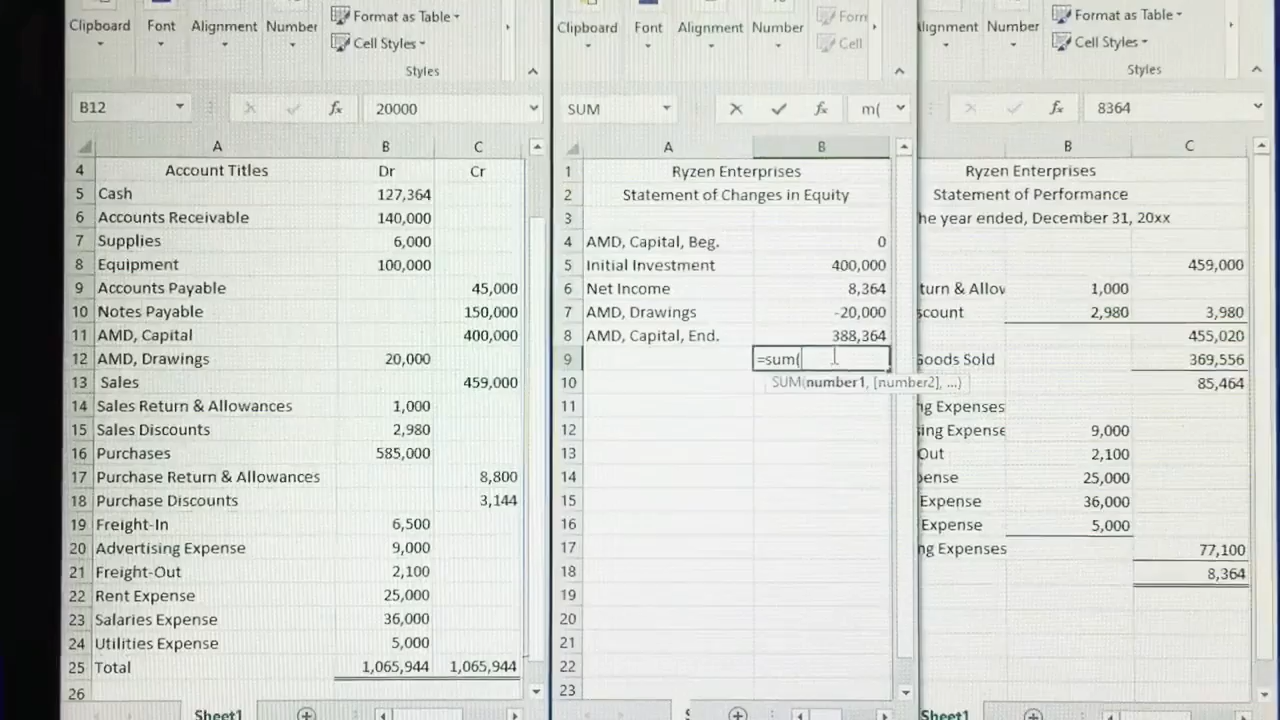 Clipboard Font Alignment Number Format as Table
Cell Styles
Styles
B12 fx 20000
A B C
4 Account Titles Dr Cr
5 Cash 127,364
6 Accounts Receivable 140,000
7 Supplies 6,000
8 Equipment 100,000
9 Accounts Payable 45,000
10 Notes Payable 150,000
11 AMD, Capital 400,000
12 AMD, Drawings 20,000
13 Sales 459,000
14 Sales Return & Allowances 1,000
15 Sales Discounts 2,980
16 Purchases 585,000
17 Purchase Return & Allowances 8,800
18 Purchase Discounts 3,144
19 Freight-In 6,500
20 Advertising Expense 9,000
21 Freight-Out 2,100
22 Rent Expense 25,000
23 Salaries Expense 36,000
24 Utilities Expense 5,000
25 Total 1,065,944 1,065,944
26
Sheet1
Clipboard Font Alignment Number Form
Cell
SUM fx m(
A B
1 Ryzen Enterprises
2 Statement of Changes in Equity
3
4 AMD, Capital, Beg. 0
5 Initial Investment 400,000
6 Net Income 8,364
7 AMD, Drawings -20,000
8 AMD, Capital, End. 388,364
9 =sum(
10 SUM(number1, [number2], ...)
11
12
13
14
15
16
17
18
19
20
21
22
23
lignment Number Format as Table
Cell Styles
Styles
fx 8364
B C
Ryzen Enterprises
Statement of Performance
he year ended, December 31, 20xx
459,000
turn & Allov 1,000
scount 2,980 3,980
455,020
Goods Sold 369,556
85,464
ng Expenses
sing Expense 9,000
Out 2,100
pense 25,000
Expense 36,000
Expense 5,000
ng Expenses 77,100
8,364
Sheet1